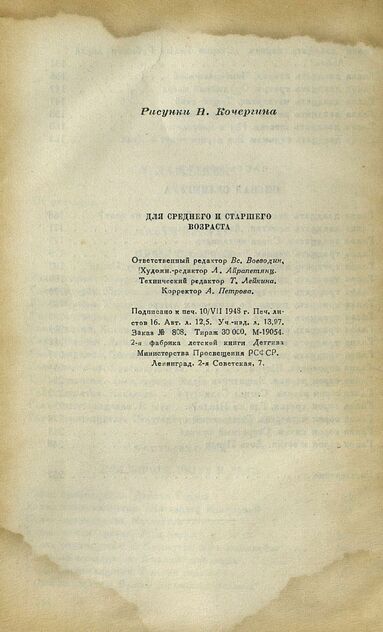 Рисунки Н. Кочергина
ДЛЯ СРЕДНЕГО И СТАРШЕГО
ВОЗРАСТА
Ответственный редактор Вс. Воеводин.
Художн.-редактор Л. Айрапетянц.
Технический редактор Т. Лейкина.
Корректор А. Петрова.
Подписано к печ. 10/VII 1948 г. Печ. ли-
стов 16. Авт. л. 12,5. Уч.-изд. л. 13,97.
Заказ № 808. Тираж 30 000. М-19054.
2-я фабрика детской книги Детгиза
Министерства Просвещения РСФСР.
Ленинград, 2-я Советская, 7.